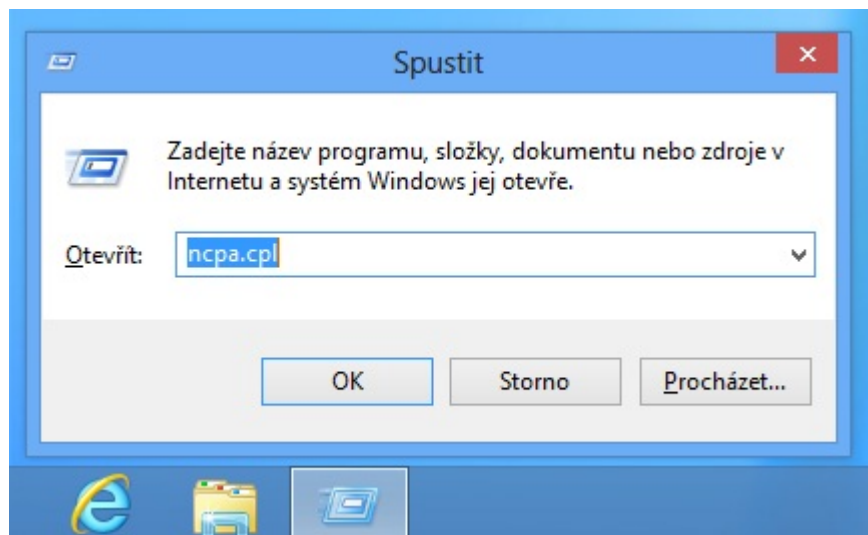 Spustit
Zadejte název programu, složky, dokumentu nebo zdroje v
Internetu a systém Windows jej otevře.
Otevřít:
ncpa.cpl
OK
Storno
Procházet...